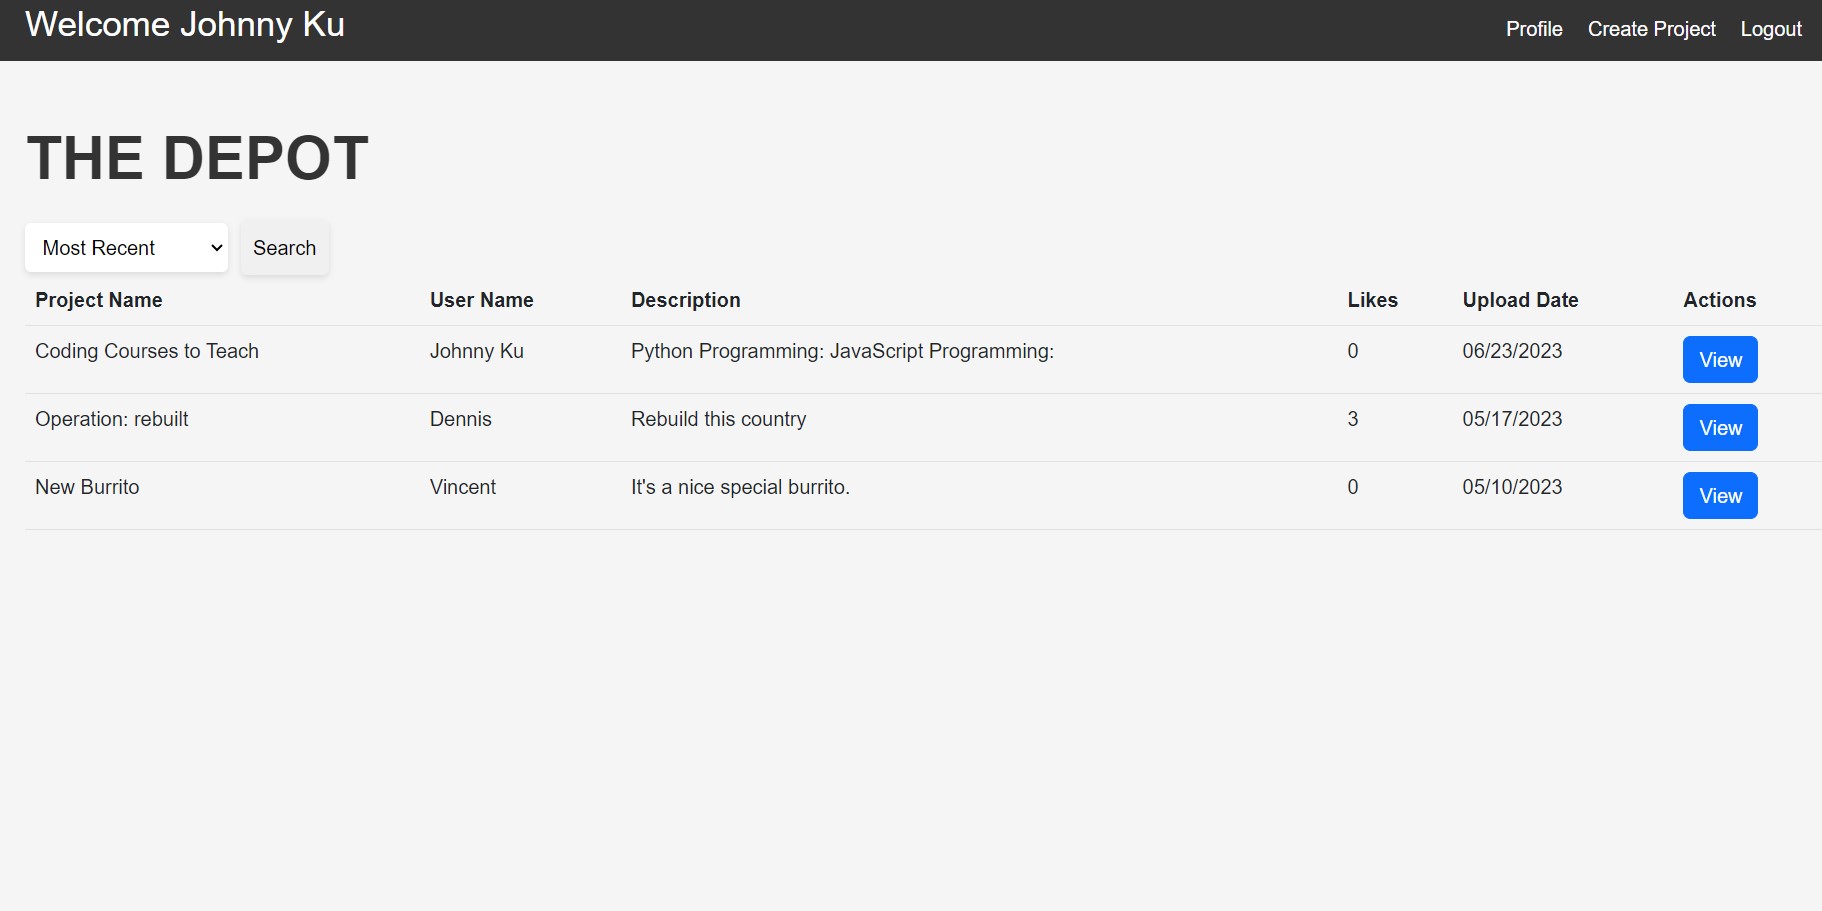 Welcome Johnny Ku Profile Create Project Logout
THE DEPOT
Most Recent Search
Project Name User Name Description Likes Upload Date Actions
Coding Courses to Teach Johnny Ku Python Programming: JavaScript Programming: 0 06/23/2023 View
Operation: rebuilt Dennis Rebuild this country 3 05/17/2023 View
New Burrito Vincent It's a nice special burrito. 0 05/10/2023 View